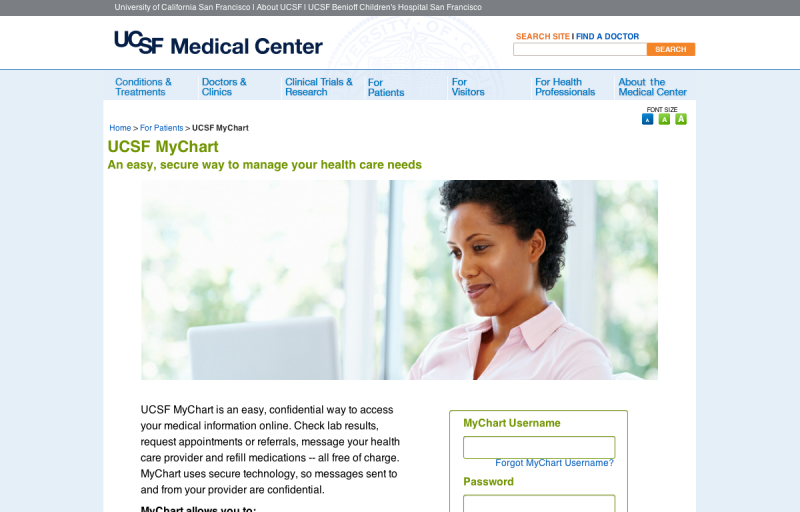 University of California San Francisco | About UCSF | UCSF Benioff Children's Hospital San Francisco
UCSF Medical Center
SEARCH SITE | FIND A DOCTOR
SEARCH
Conditions & Treatments
Doctors & Clinics
Clinical Trials & Research
For Patients
For Visitors
For Health Professionals
About the Medical Center
FONT SIZE
A A A
Home > For Patients > UCSF MyChart
UCSF MyChart
An easy, secure way to manage your health care needs
UCSF MyChart is an easy, confidential way to access
your medical information online. Check lab results,
request appointments or referrals, message your health
care provider and refill medications -- all free of charge.
MyChart uses secure technology, so messages sent to
and from your provider are confidential.
MyChart allows you to:
MyChart Username
Forgot MyChart Username?
Password